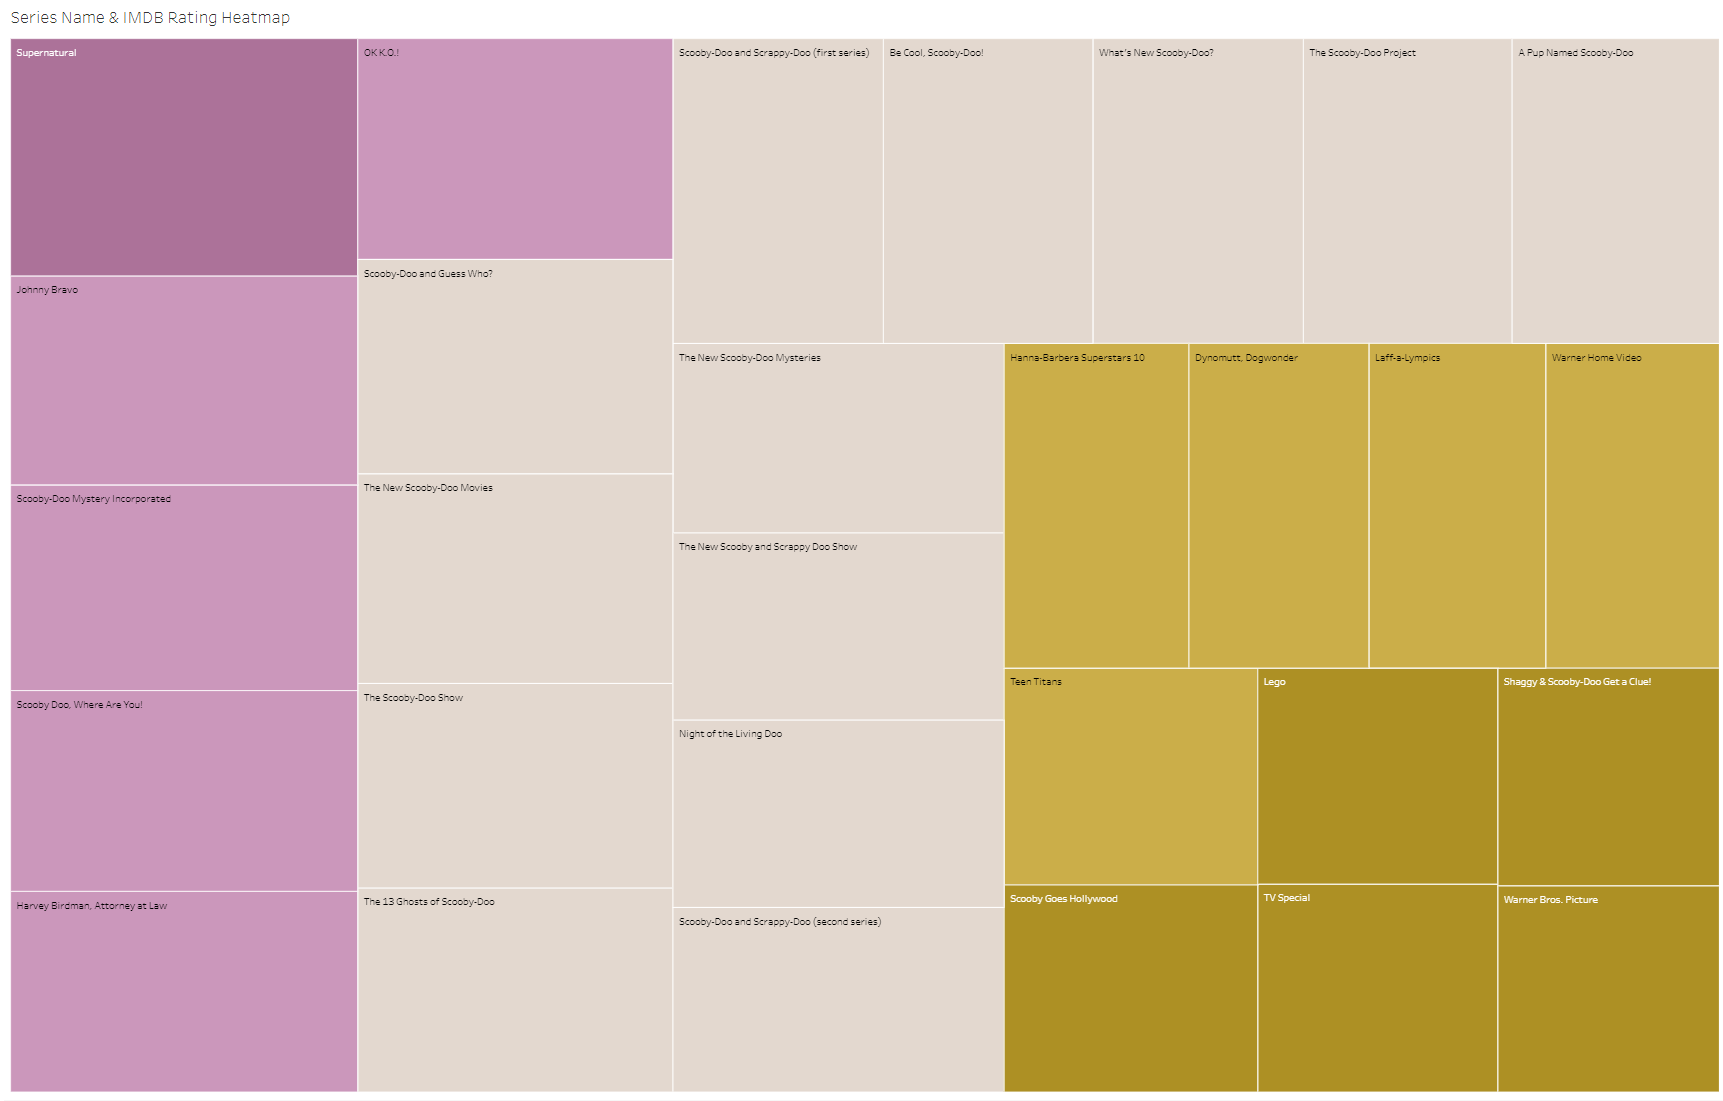 Series Name & IMDB Rating Heatmap
Supernatural
Johnny Bravo
Scooby-Doo Mystery Incorporated
Scooby Doo, Where Are You!
Harvey Birdman, Attorney at Law
OK K.O.!
Scooby-Doo and Guess Who?
The New Scooby-Doo Movies
The Scooby-Doo Show
The 13 Ghosts of Scooby-Doo
Scooby-Doo and Scrappy-Doo (first series)
Be Cool, Scooby-Doo!
What's New Scooby-Doo?
The Scooby-Doo Project
A Pup Named Scooby-Doo
The New Scooby-Doo Mysteries
The New Scooby and Scrappy Doo Show
Night of the Living Doo
Scooby-Doo and Scrappy-Doo (second series)
Hanna-Barbera Superstars 10
Dynomutt, Dogwonder
Laff-a-Lympics
Warner Home Video
Teen Titans
Lego
Shaggy & Scooby-Doo Get a Clue!
Scooby Goes Hollywood
TV Special
Warner Bros. Picture